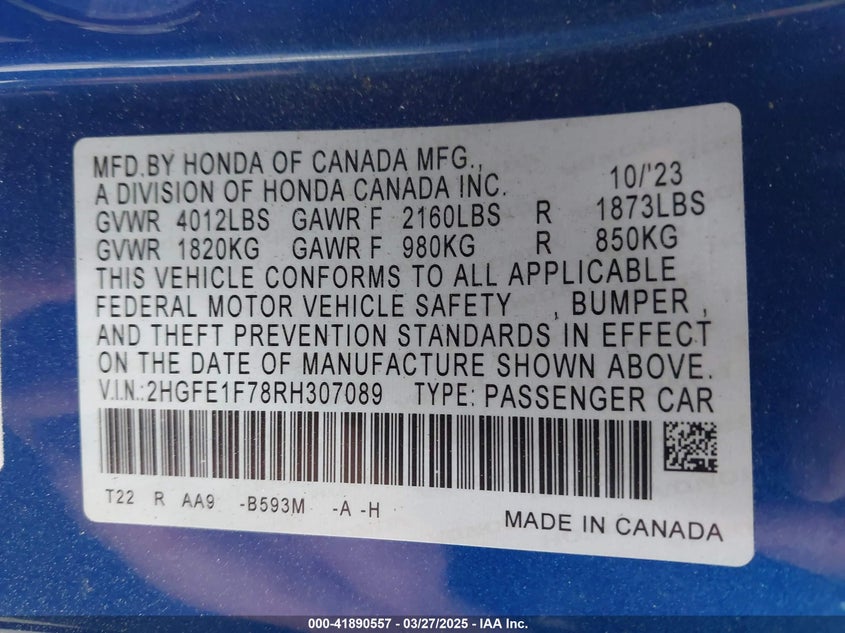 MFD.BY HONDA OF CANADA MFG.,
A DIVISION OF HONDA CANADA INC. 10/'23
GVWR 4012LBS GAWR F 2160LBS R 1873LBS
GVWR 1820KG GAWR F 980KG R 850KG
THIS VEHICLE CONFORMS TO ALL APPLICABLE
FEDERAL MOTOR VEHICLE SAFETY , BUMPER ,
AND THEFT PREVENTION STANDARDS IN EFFECT
ON THE DATE OF MANUFACTURE SHOWN ABOVE.
V.I.N.:2HGFE1F78RH307089 TYPE: PASSENGER CAR
T22 R AA9 -B593M -A -H
MADE IN CANADA
000-41890557 | 03/27/2025 | IAA Inc.